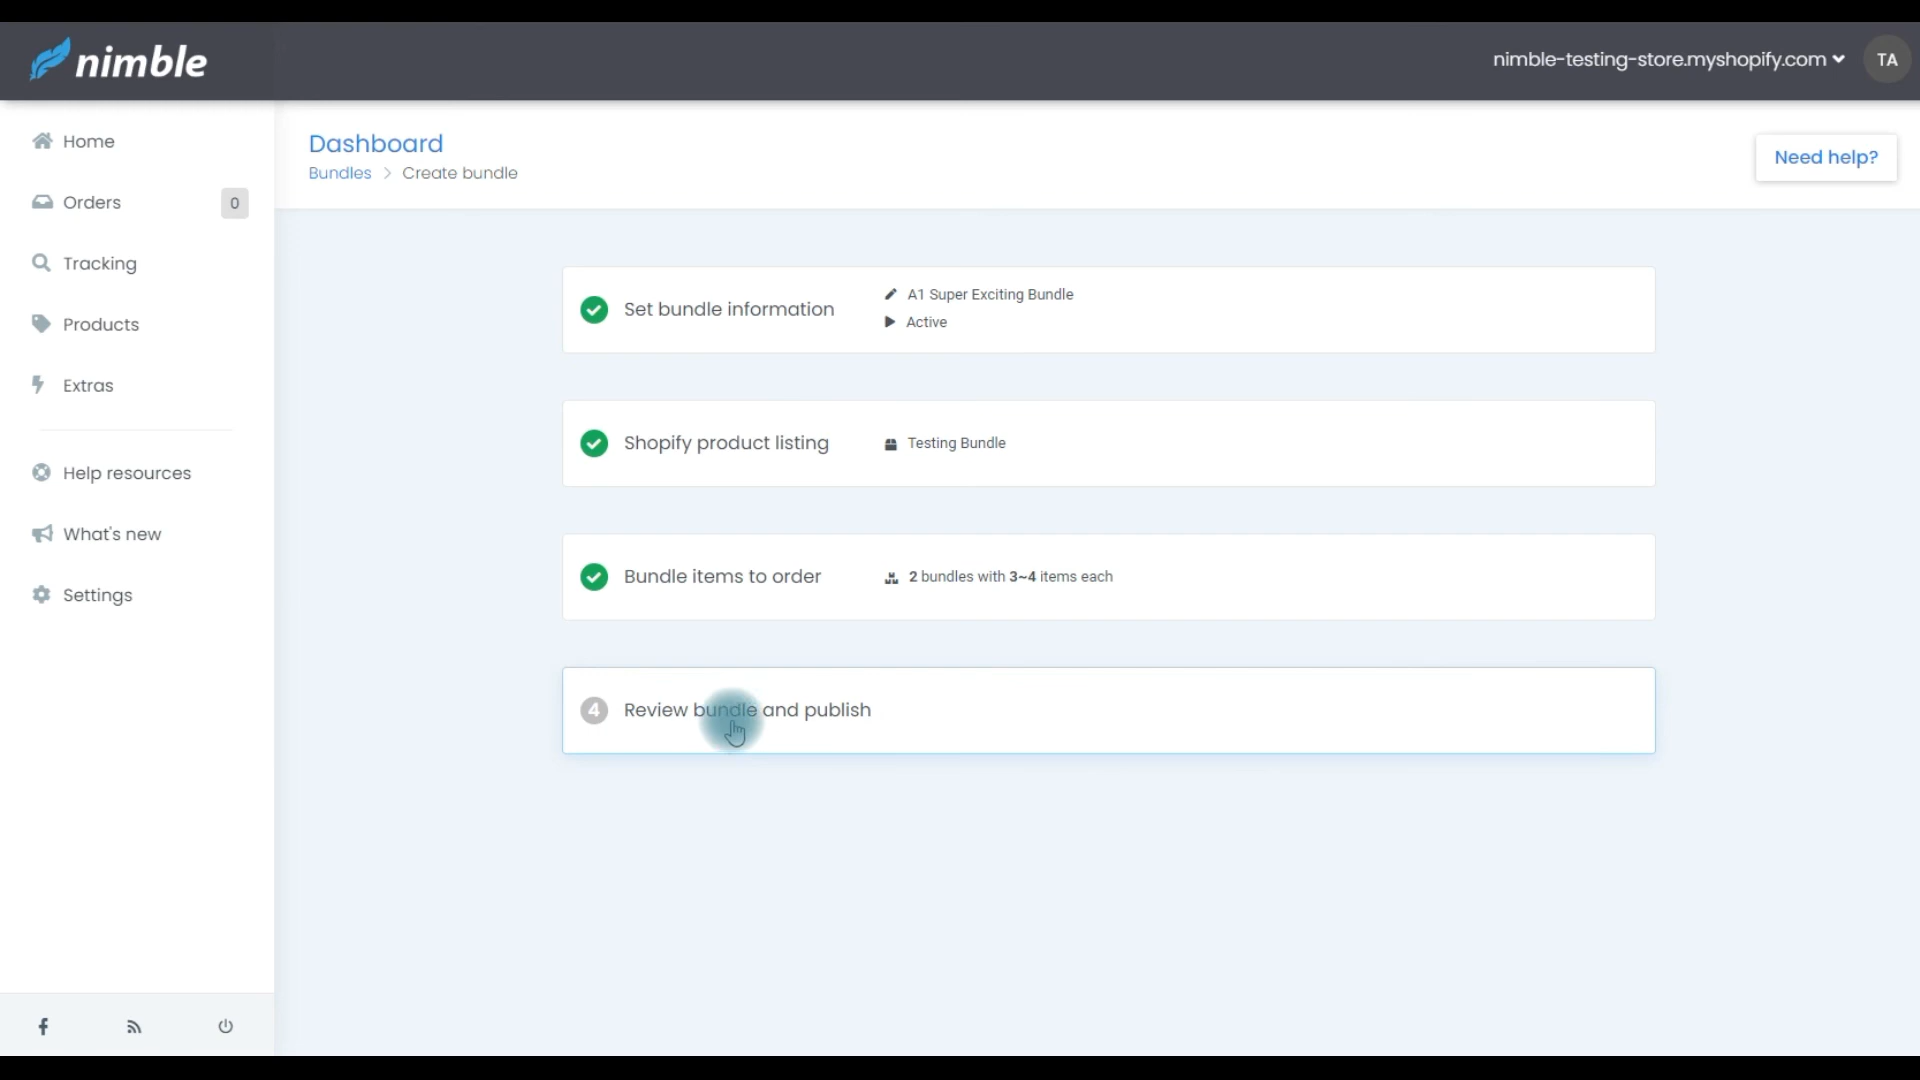 nimble
nimble-testing-store.myshopify.com
TA
Home
Orders
0
Tracking
Products
Extras
Help resources
What's new
Settings
Dashboard
Bundles > Create bundle
Need help?
Set bundle information
A1 Super Exciting Bundle
Active
Shopify product listing
Testing Bundle
Bundle items to order
2 bundles with 3~4 items each
4 Review bundle and publish